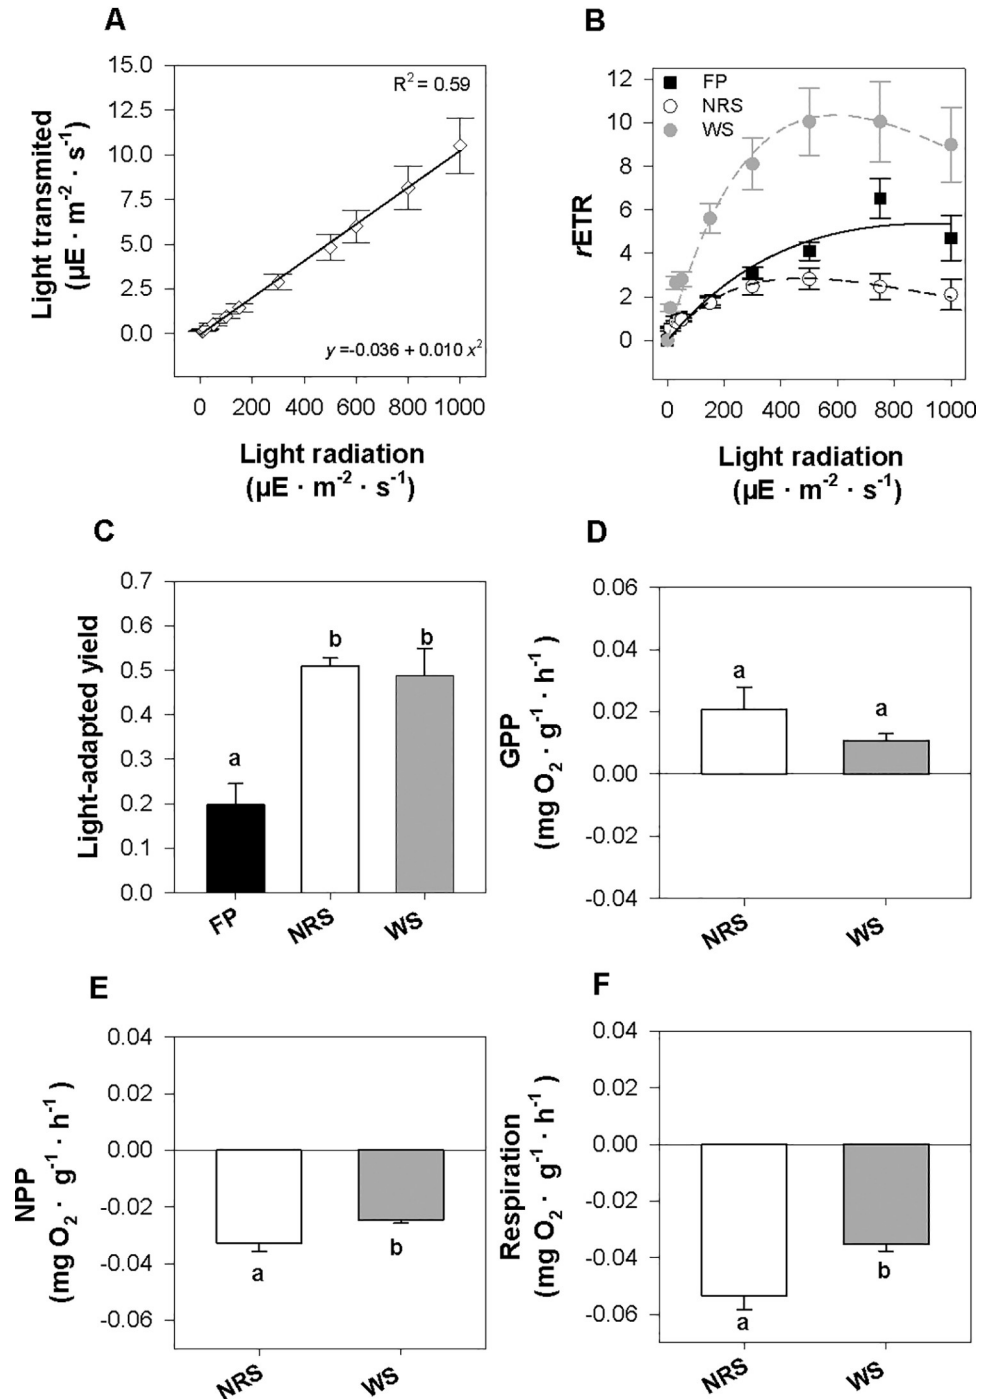 A
15.0
12.5
10.0
7.5
5.0
2.5
0.0
Light transmited
(µE · m⁻² · s⁻¹)
R² = 0.59
y =-0.036 + 0.010 x²
0 200 400 600 800 1000
Light radiation
(µE · m⁻² · s⁻¹)
B
12
10
8
6
4
2
0
rETR
FP
NRS
WS
0 200 400 600 800 1000
Light radiation
(µE · m⁻² · s⁻¹)
C
0.7
0.6
0.5
0.4
0.3
0.2
0.1
0.0
Light-adapted yield
a
b
b
FP
NRS
WS
D
0.06
0.04
0.02
0.00
-0.02
-0.04
GPP
(mg O₂ · g⁻¹ · h⁻¹ )
a
a
NRS
WS
E
0.04
0.02
0.00
-0.02
-0.04
-0.06
NPP
(mg O₂ · g⁻¹ · h⁻¹ )
a
b
NRS
WS
F
0.04
0.02
0.00
-0.02
-0.04
-0.06
Respiration
(mg O₂ · g⁻¹ · h⁻¹ )
a
b
NRS
WS